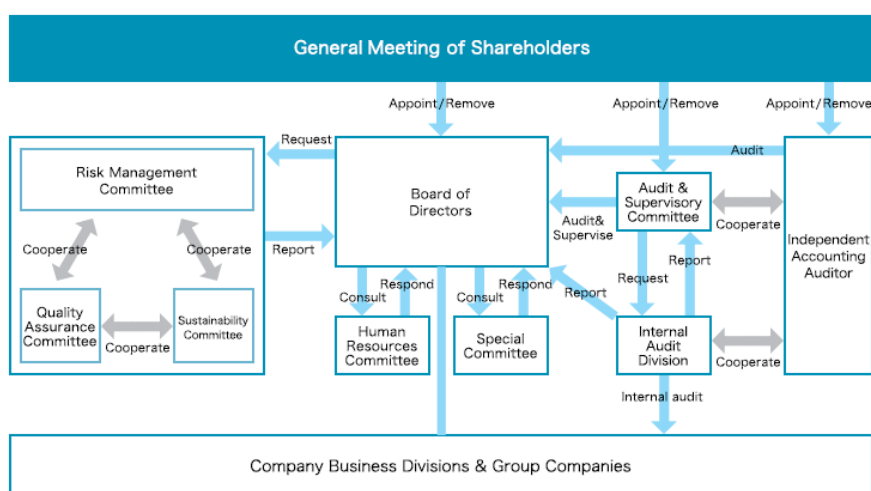 General Meeting of Shareholders
Appoint/Remove
Appoint/Remove
Appoint/Remove
Request
Audit
Risk Management
Committee
Board of
Directors
Audit &
Supervisory
Committee
Audit&
Supervise
Cooperate
Independent
Accounting
Auditor
Cooperate
Cooperate
Report
Request
Report
Quality
Assurance
Committee
Cooperate
Sustainability
Committee
Consult
Respond
Consult
Respond
Report
Human
Resources
Committee
Special
Committee
Internal
Audit
Division
Cooperate
Internal audit
Company Business Divisions & Group Companies